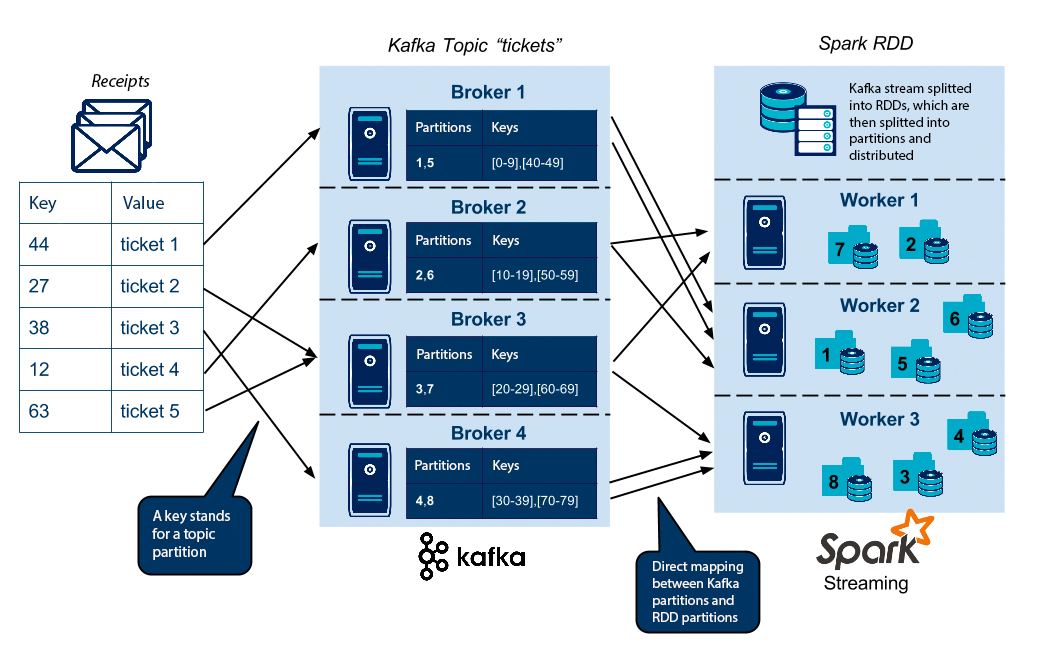 Receipts
Key Value
44 ticket 1
27 ticket 2
38 ticket 3
12 ticket 4
63 ticket 5
A key stands
for a topic
partition
Kafka Topic “tickets”
Broker 1
Partitions Keys
1,5 [0-9],[40-49]
Broker 2
Partitions Keys
2,6 [10-19],[50-59]
Broker 3
Partitions Keys
3,7 [20-29],[60-69]
Broker 4
Partitions Keys
4,8 [30-39],[70-79]
kafka
Direct mapping
between Kafka
partitions and
RDD partitions
Spark RDD
Kafka stream splitted
into RDDs, which are
then splitted into
partitions and
distributed
Worker 1
7 2
Worker 2
6
1 5
Worker 3
4
8 3
Spark
Streaming